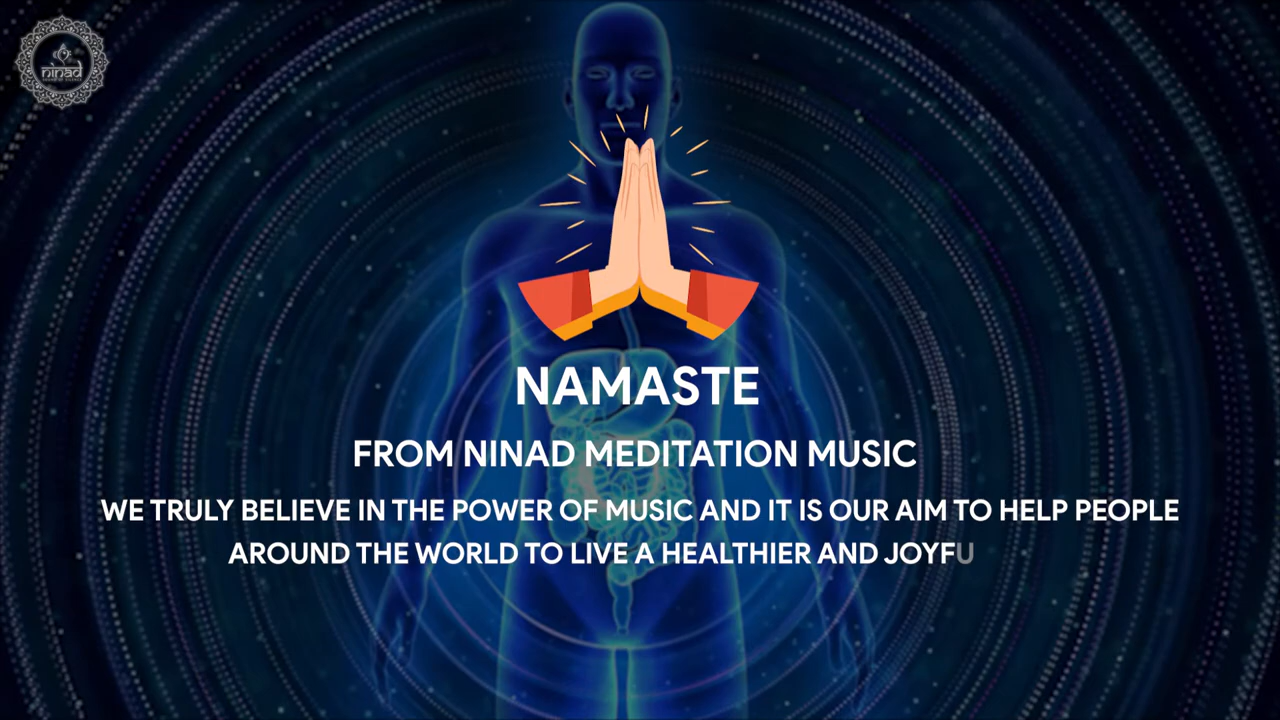 ninad
NAMASTE
FROM NINAD MEDITATION MUSIC
WE TRULY BELIEVE IN THE POWER OF MUSIC AND IT IS OUR AIM TO HELP PEOPLE
AROUND THE WORLD TO LIVE A HEALTHIER AND JOYFU